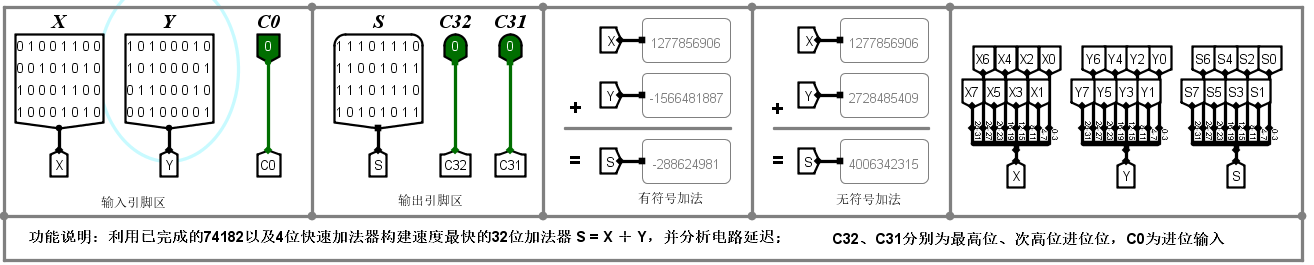 X Y C0 S C32 C31
01001100 10100010 0 11101110 0 0
00101010 10100001 11001011
10001100 01100010 11101110
10001010 00100001 10101011
X Y C0 S C32 C31
输入引脚区 输出引脚区
X 1277856906
+ Y -1566481887
= S -288624981
有符号加法
X 1277856906
+ Y 2728485409
= S 4006342315
无符号加法
X6 X4 X2 X0 Y6 Y4 Y2 Y0 S6 S4 S2 S0
X7 X5 X3 X1 Y7 Y5 Y3 Y1 S7 S5 S3 S1
X Y S
功能说明：利用已完成的74182以及4位快速加法器构建速度最快的32位加法器 S = X ＋ Y，并分析电路延迟； C32、C31分别为最高位、次高位进位位，C0为进位输入